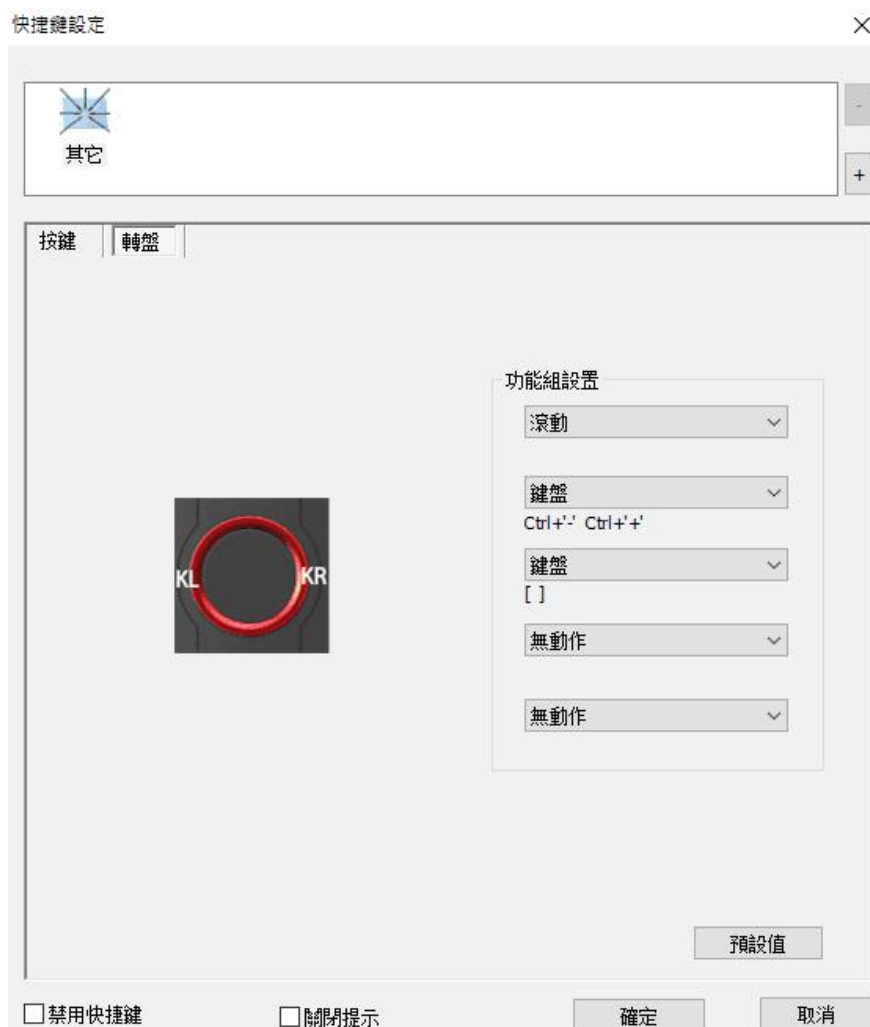 快捷鍵設定
其它
-
+
按鍵 轉盤
功能組設置
滾動
鍵盤
Ctrl+'-' Ctrl+'+'
鍵盤
[ ]
KL KR
無動作
無動作
預設值
禁用快捷鍵 關閉提示 確定 取消